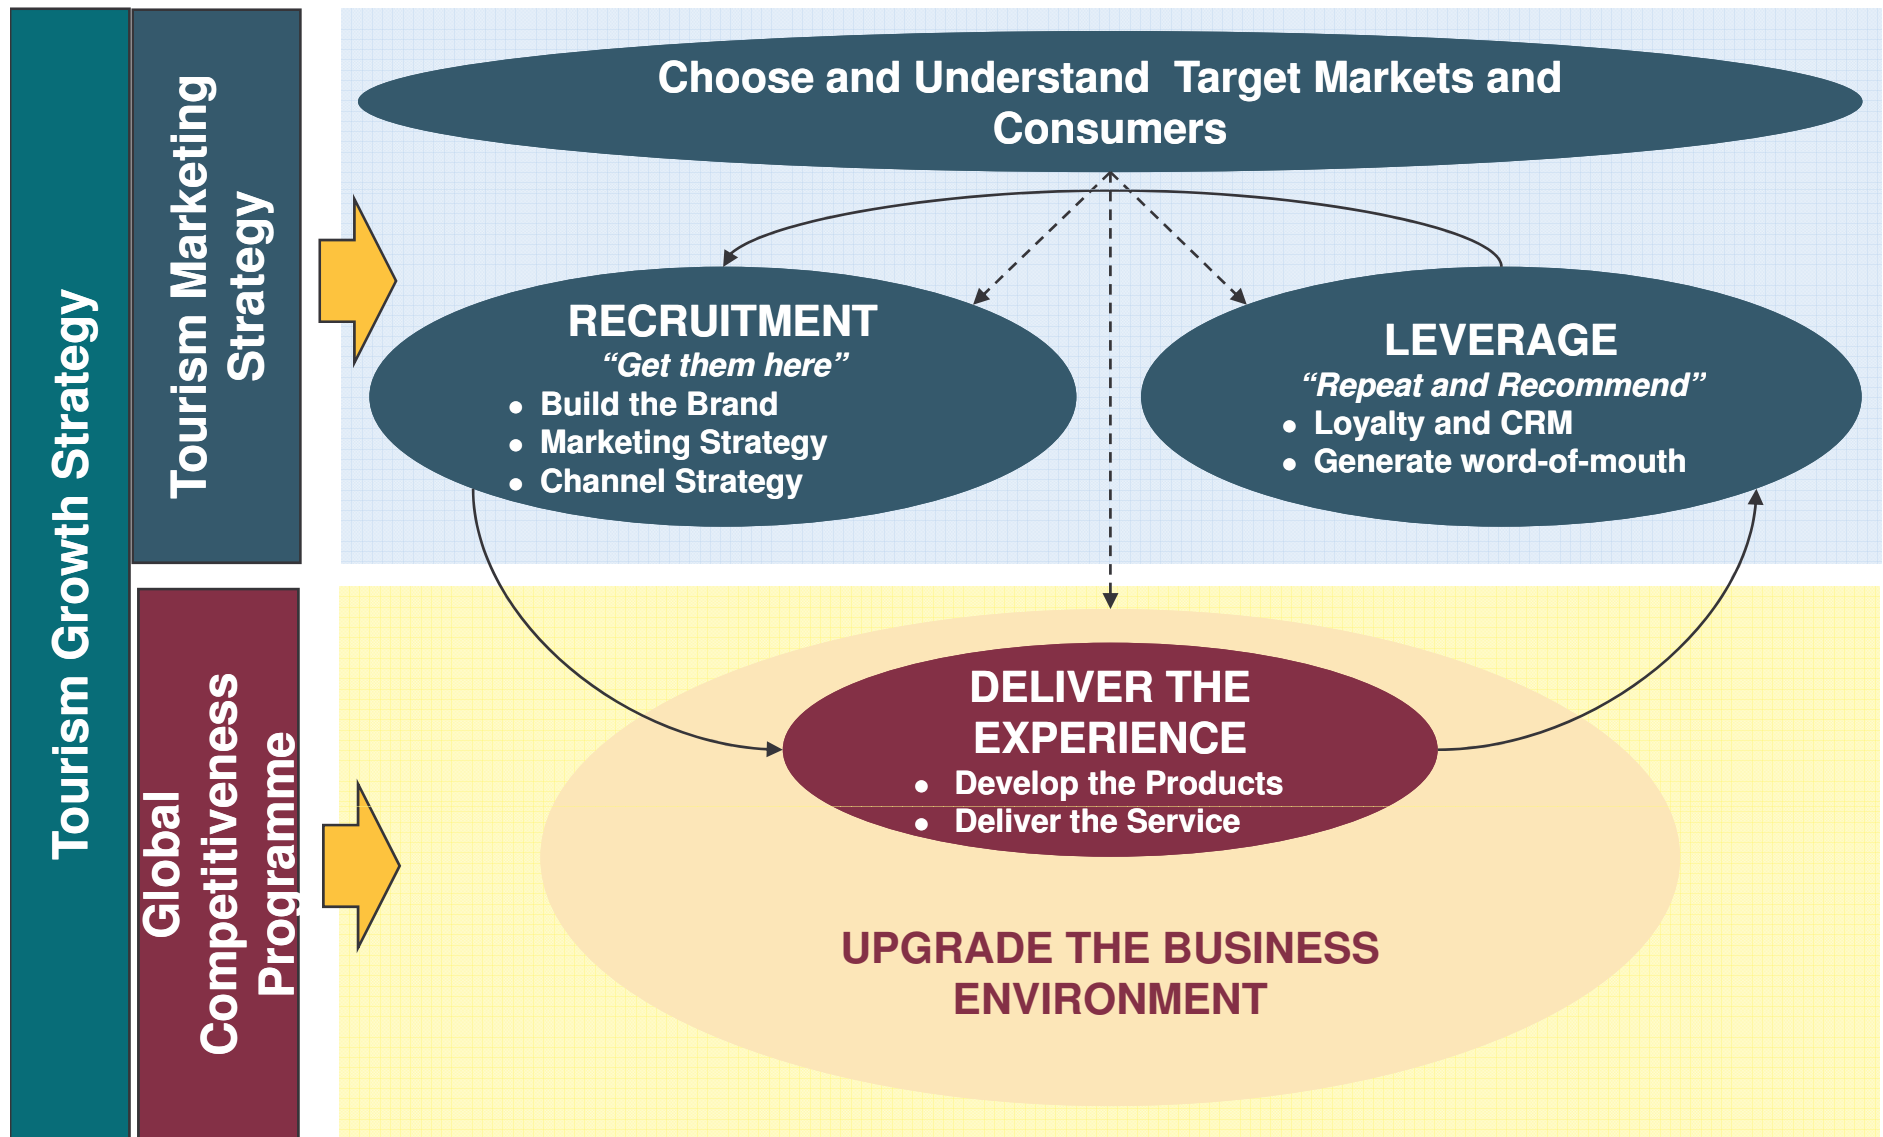 Tourism Growth Strategy
Tourism Marketing
Strategy
Choose and Understand  Target Markets and
Consumers
RECRUITMENT
“Get them here”
● Build the Brand
● Marketing Strategy
● Channel Strategy
LEVERAGE
“Repeat and Recommend”
● Loyalty and CRM
● Generate word-of-mouth
Global
Competitiveness
Programme
DELIVER THE
EXPERIENCE
● Develop the Products
● Deliver the Service
UPGRADE THE BUSINESS
ENVIRONMENT